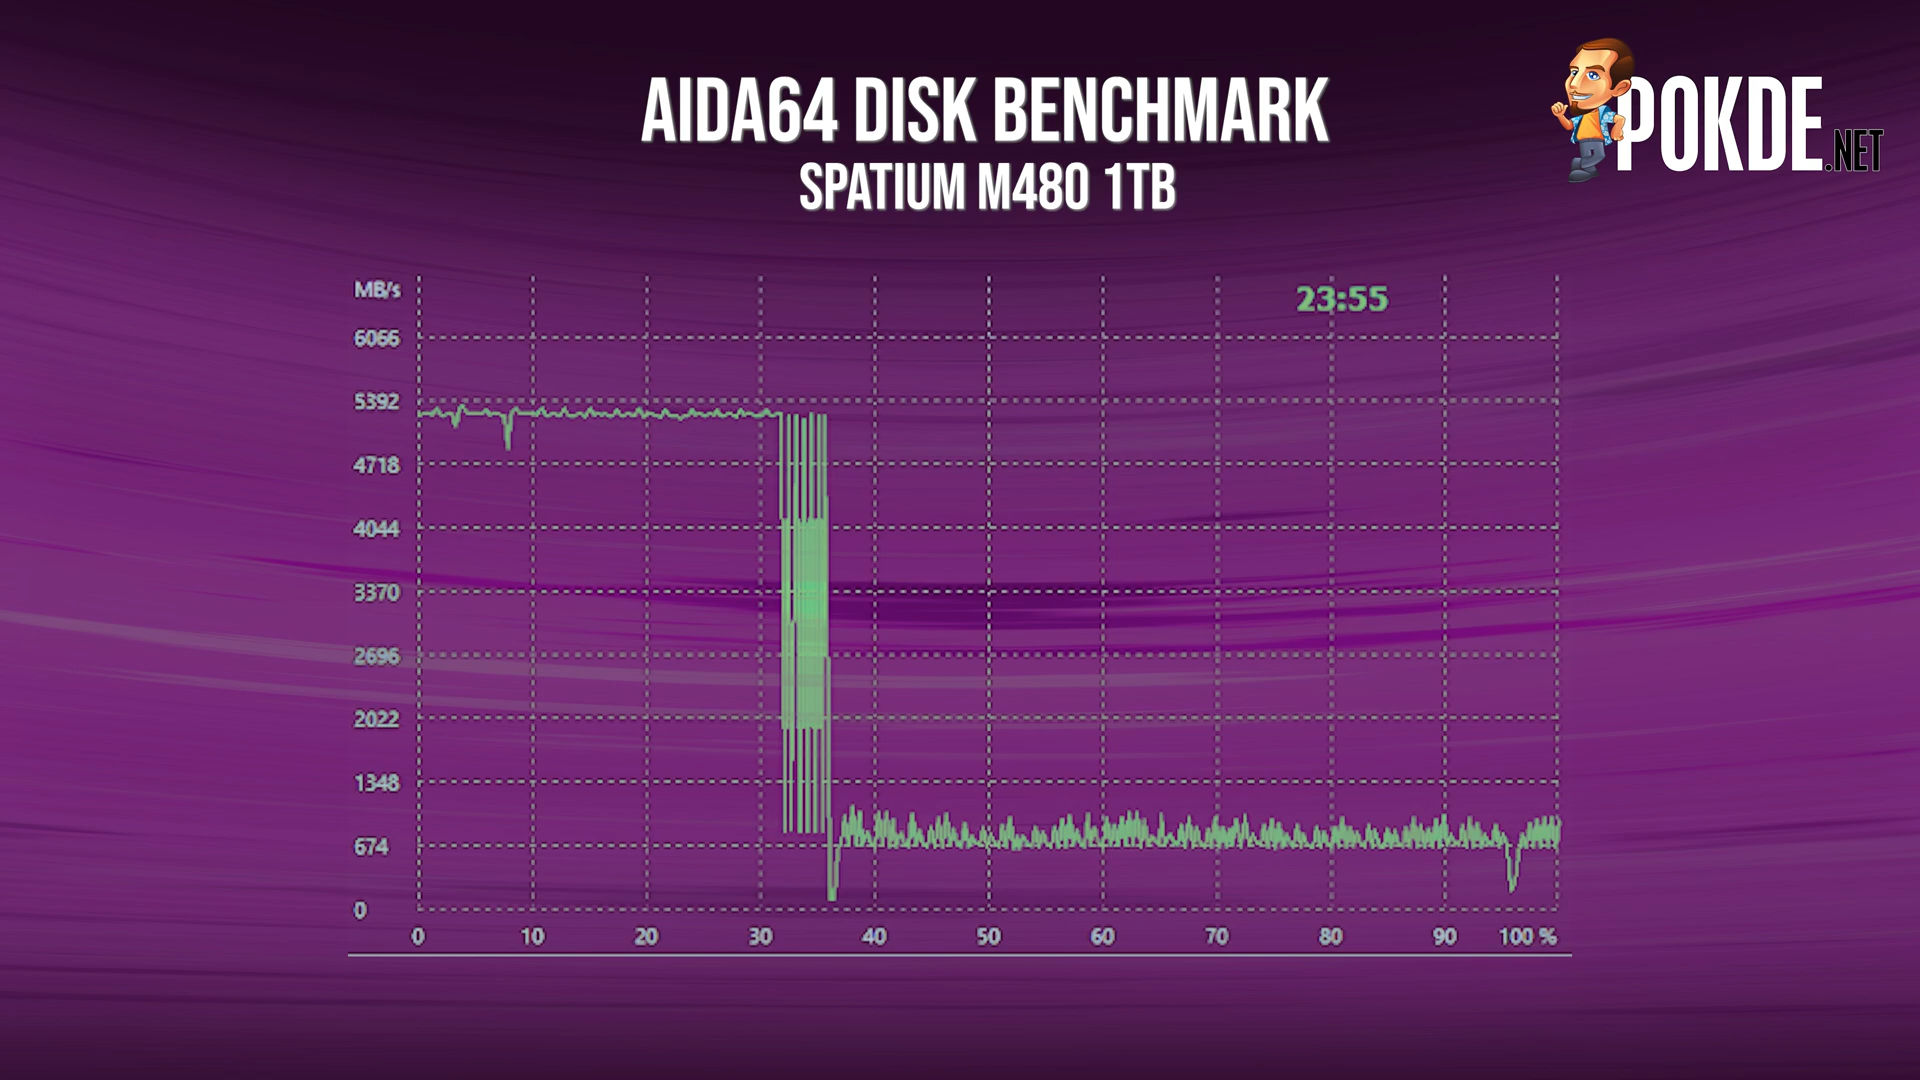 AIDA64 DISK BENCHMARK
SPATIUM M480 1TB
POKDE.NET
MB/s
23:55
6066
5392
4718
4044
3370
2696
2022
1348
674
0
0 10 20 30 40 50 60 70 80 90 100 %